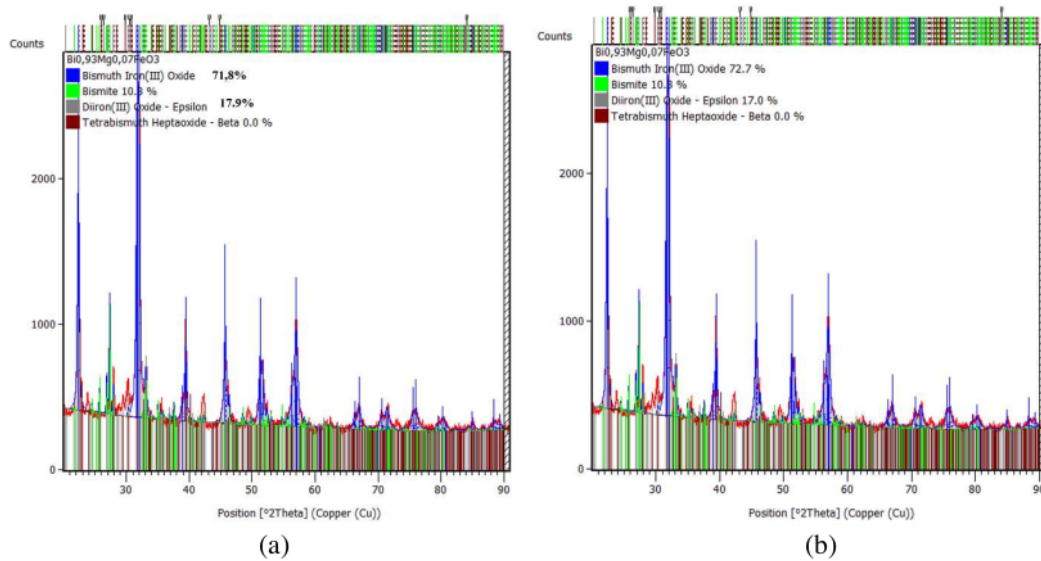 Counts
Bi0,93Mg0,07FeO3
Bismuth Iron(III) Oxide 71,8%
Bismite 10.3 %
Diiron(III) Oxide - Epsilon 17.9%
Tetrabismuth Heptaoxide - Beta 0.0 %
2000
1000
0
30 40 50 60 70 80 90
Position [°2Theta] (Copper (Cu))
(a)
Counts
Bi0,93Mg0,07FeO3
Bismuth Iron(III) Oxide 72.7 %
Bismite 10.3 %
Diiron(III) Oxide - Epsilon 17.0 %
Tetrabismuth Heptaoxide - Beta 0.0 %
2000
1000
0
30 40 50 60 70 80 90
Position [°2Theta] (Copper (Cu))
(b)